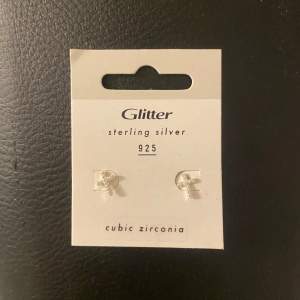 Glitter
sterling silver
925
cubic zirconia